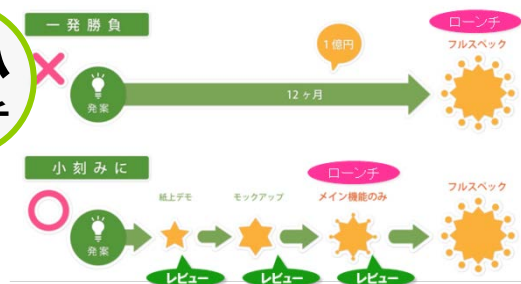 一発勝負
ローンチ
フルスペック
1億円
発案
12ヶ月
小刻みに
ローンチ
紙上デモ
モックアップ
メイン機能のみ
フルスペック
発案
レビュー
レビュー
レビュー